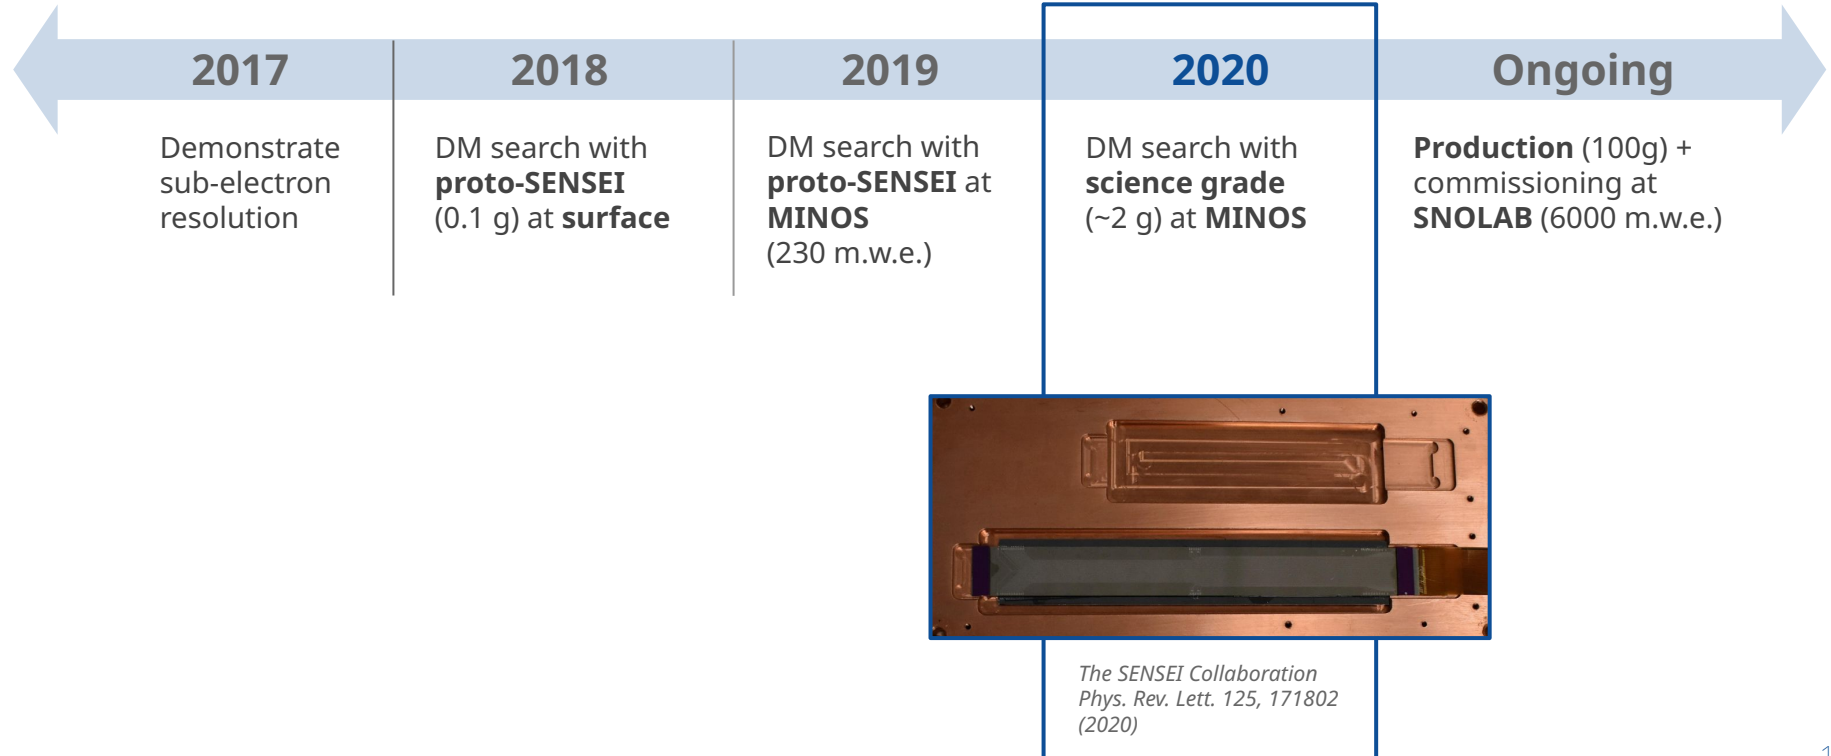 2017
2018
2019
2020
Ongoing
Demonstrate
sub-electron
resolution
DM search with
proto-SENSEI
(0.1 g) at surface
DM search with
proto-SENSEI at
MINOS
(230 m.w.e.)
DM search with
science grade
(~2 g) at MINOS
Production (100g) +
commissioning at
SNOLAB (6000 m.w.e.)
The SENSEI Collaboration
Phys. Rev. Lett. 125, 171802
(2020)